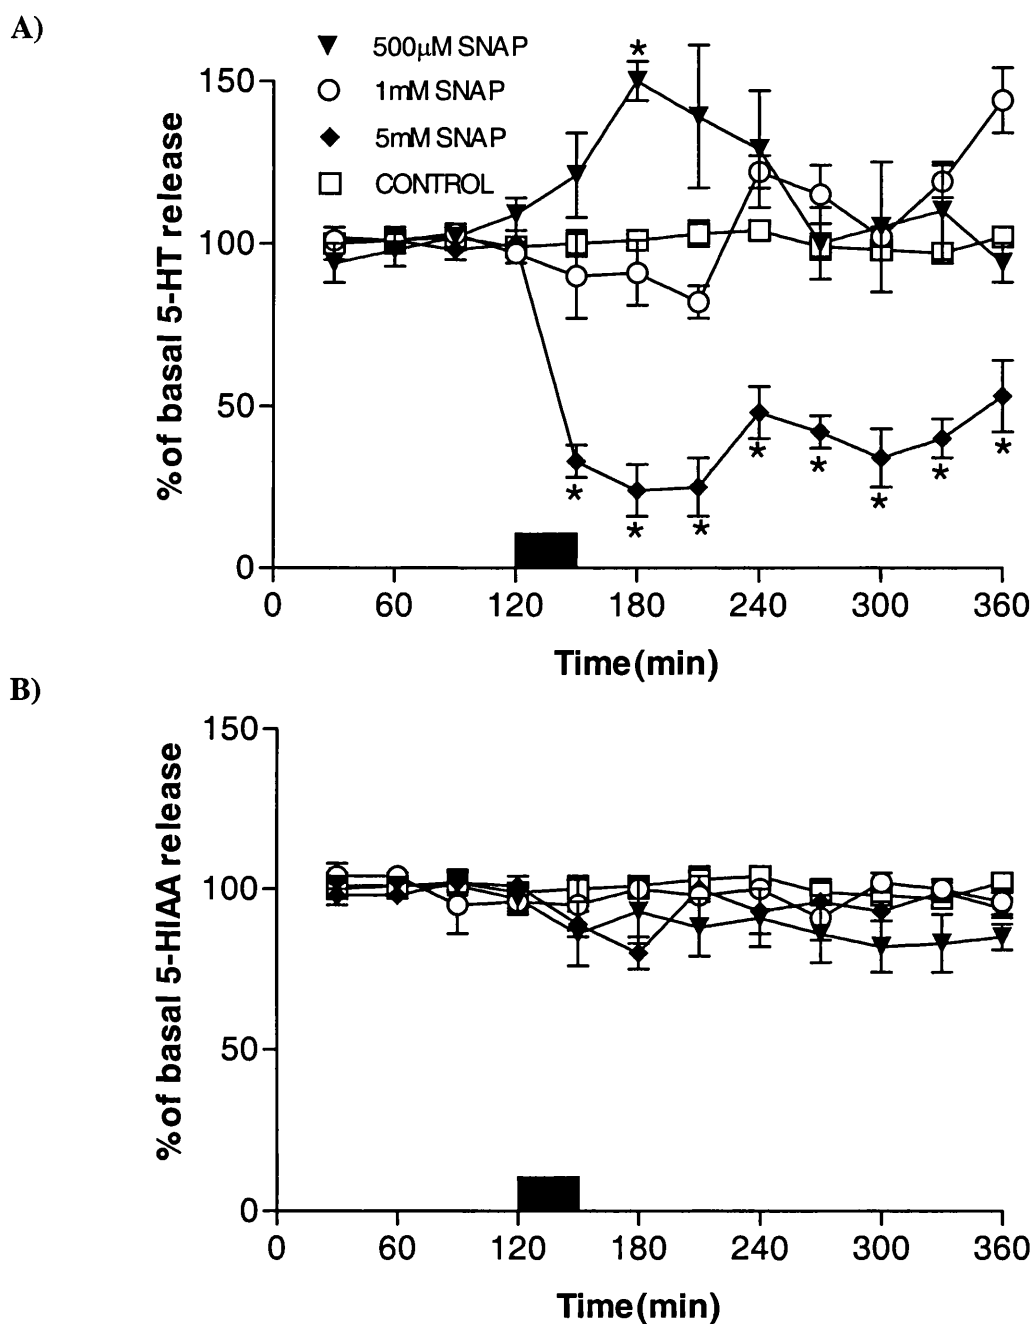 A)
500μM SNAP
1mM SNAP
5mM SNAP
CONTROL
*
150
100
50
0
% of basal 5-HT release
* * * * * * * *
0 60 120 180 240 300 360
Time(min)
B)
150
100
50
0
% of basal 5-HIAA release
0 60 120 180 240 300 360
Time(min)